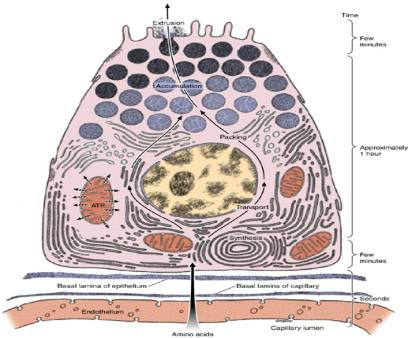 Time
Extrusion
Few
minutes
Accumulation
Packing
Approximately
1 hour
ATP
Transport
Synthesis
Few
minutes
Basal lamina of epithelium
Basal lamina of capillary
Seconds
Endothelium
Capillary lumen
Amino acids